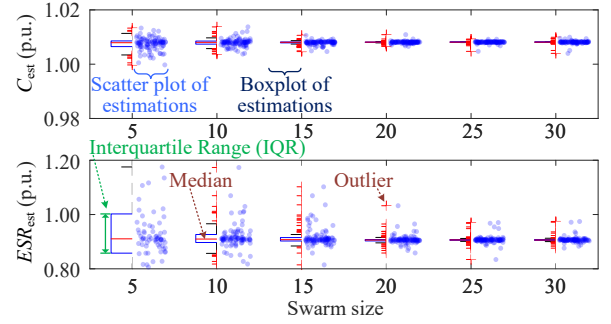 1.02
1.00
0.98
C_est (p.u.)
Scatter plot of
estimations
Boxplot of
estimations
5 10 15 20 25 30
Interquartile Range (IQR)
1.20
1.00
0.80
ESR_est (p.u.)
Median
Outlier
5 10 15 20 25 30
Swarm size